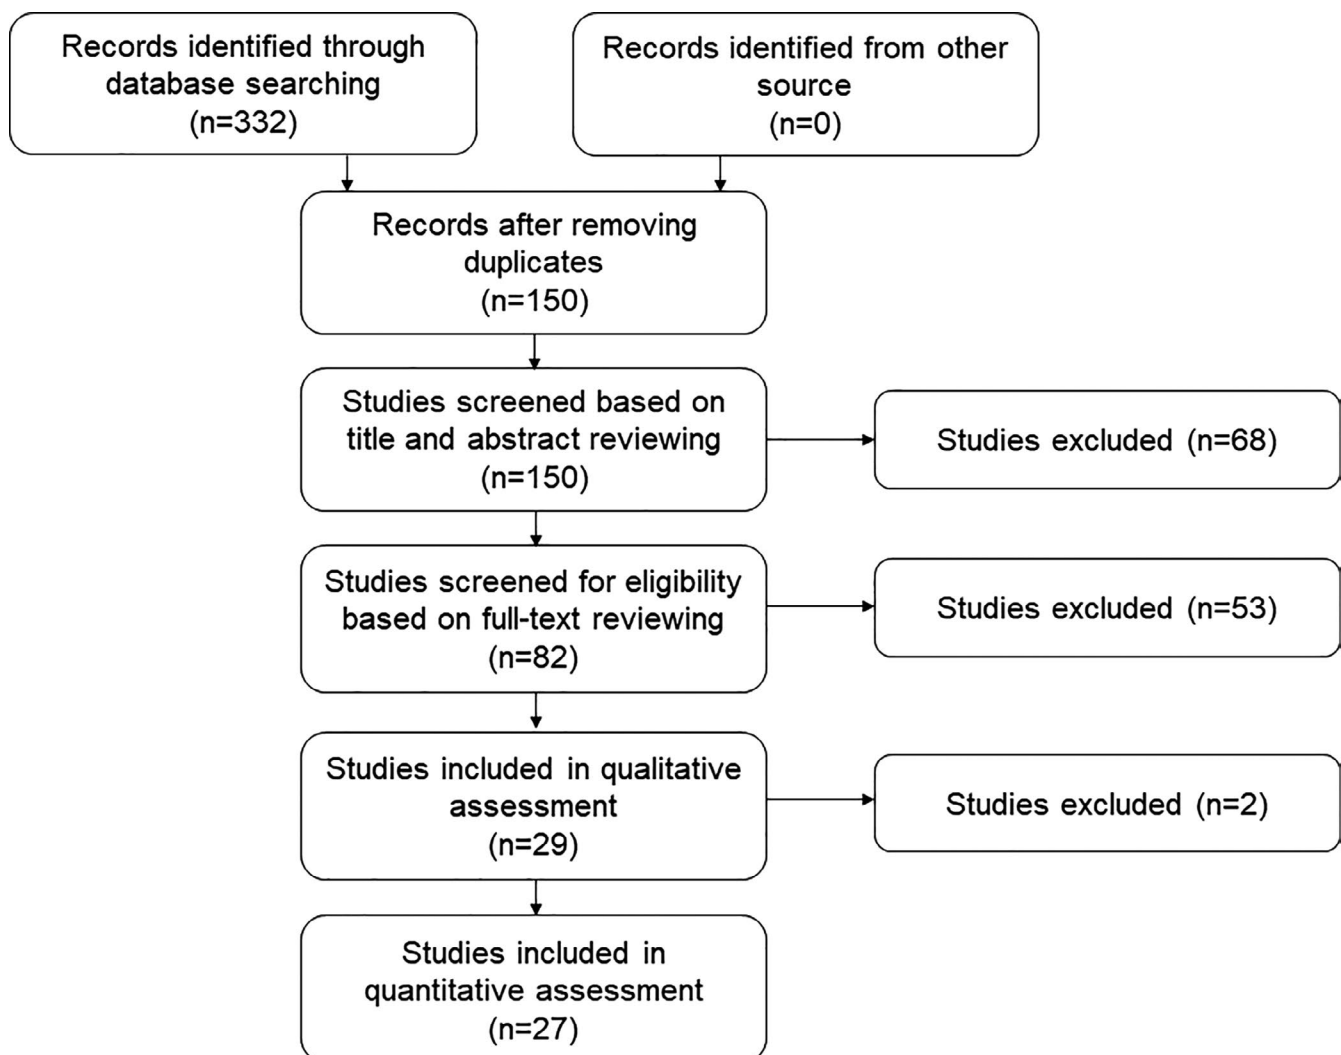 Records identified through
database searching
(n=332)
Records identified from other
source
(n=0)
Records after removing
duplicates
(n=150)
Studies screened based on
title and abstract reviewing
(n=150)
Studies excluded (n=68)
Studies screened for eligibility
based on full-text reviewing
(n=82)
Studies excluded (n=53)
Studies included in qualitative
assessment
(n=29)
Studies excluded (n=2)
Studies included in
quantitative assessment
(n=27)